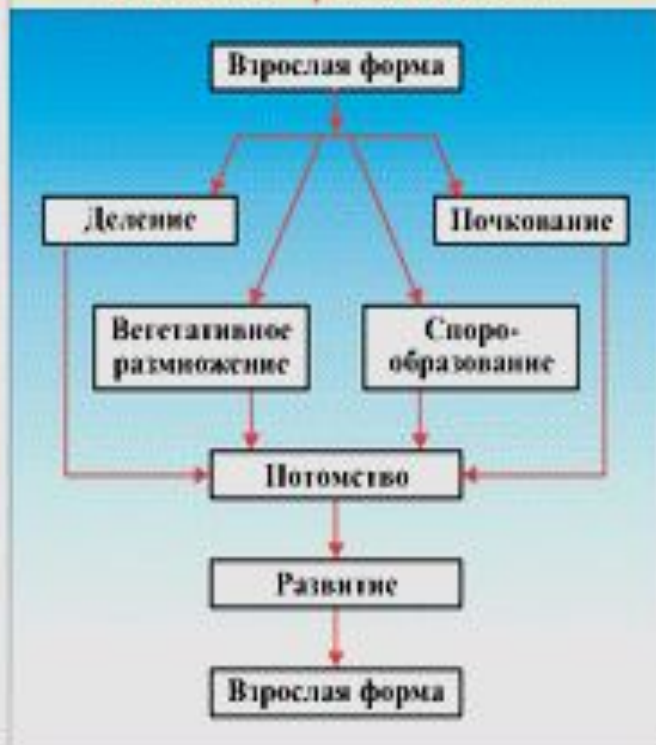 Взрослая форма
Деление
Почкование
Вегетативное
размножение
Споро-
образование
Потомство
Развитие
Взрослая форма